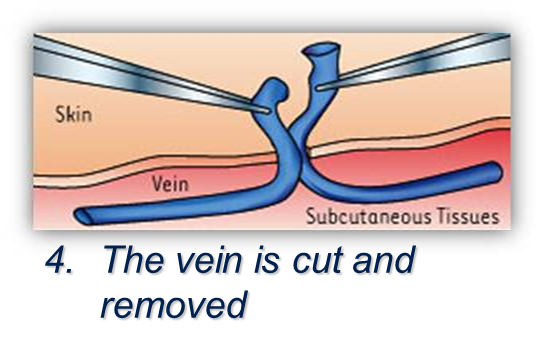 Skin
Vein
Subcutaneous Tissues
4. The vein is cut and
removed